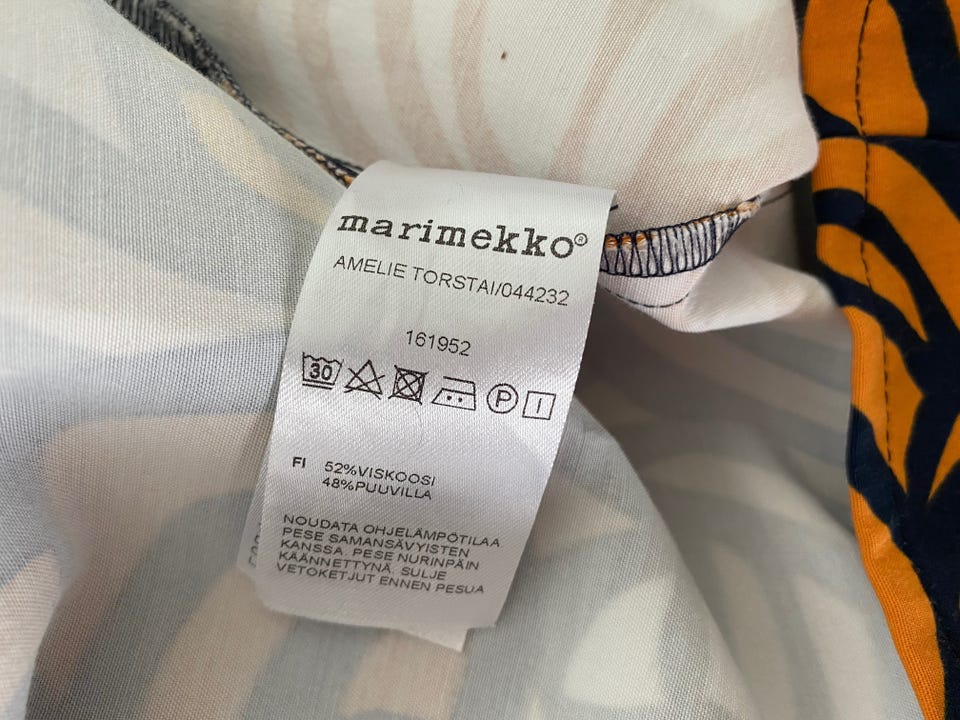 marimekko®
AMELIE TORSTAI/044232
161952
30 P I
FI 52%VISKOOSI
48%PUUVILLA
NOUDATA OHJELÄMPÖTILAA
PESE SAMANSÄVYISTEN
KANSSA. PESE NURINPÄIN
KÄÄNNETTYNÄ. SULJE
VETOKETJUT ENNEN PESUA